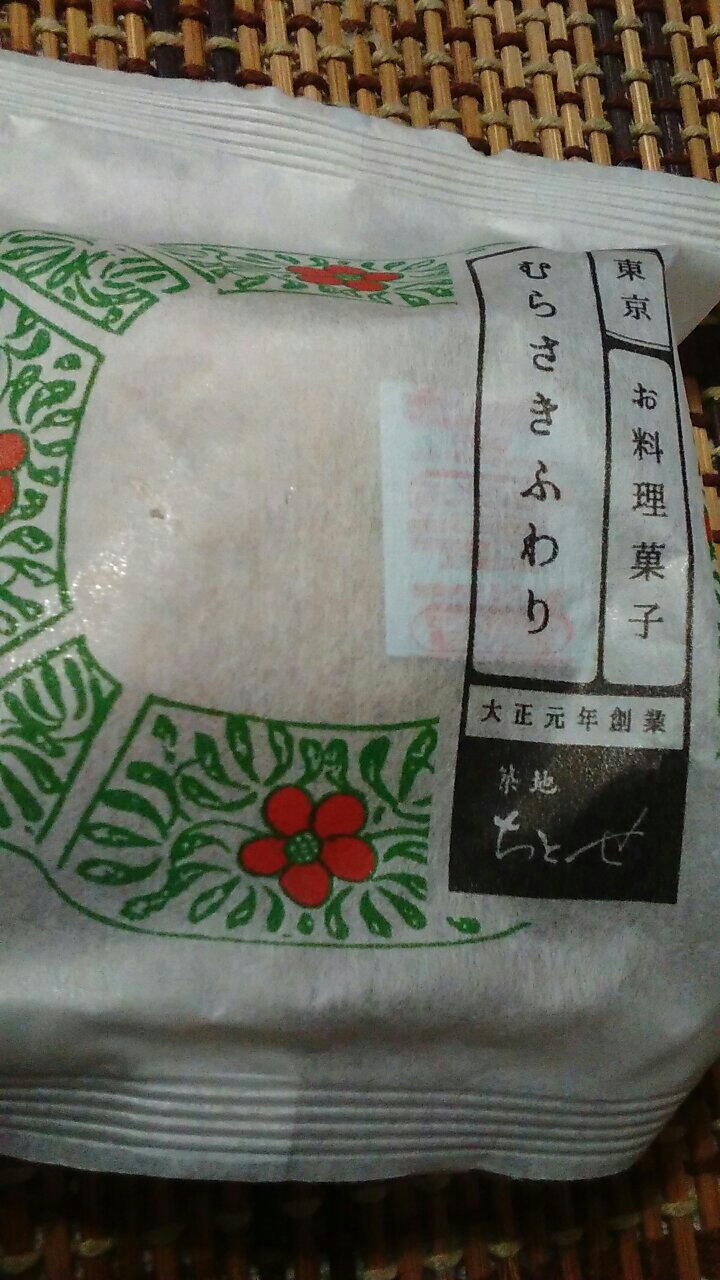 東京
お料理菓子
むらさきふわり
大正元年創業
築地
ちとせ